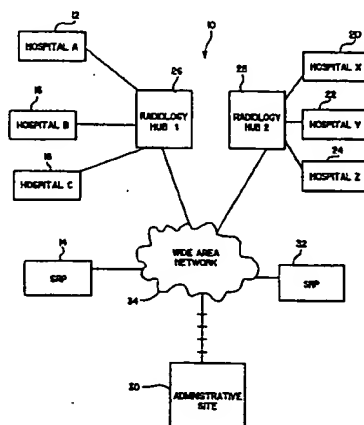 12
10
20
HOSPITAL A
26
28
HOSPITAL X
16
22
HOSPITAL B
RADIOLOGY
HUB 1
RADIOLOGY
HUB 2
HOSPITAL Y
18
24
HOSPITAL C
HOSPITAL Z
14
WIDE AREA
NETWORK
32
SRP
34
SRP
30
ADMINISTRATIVE
SITE